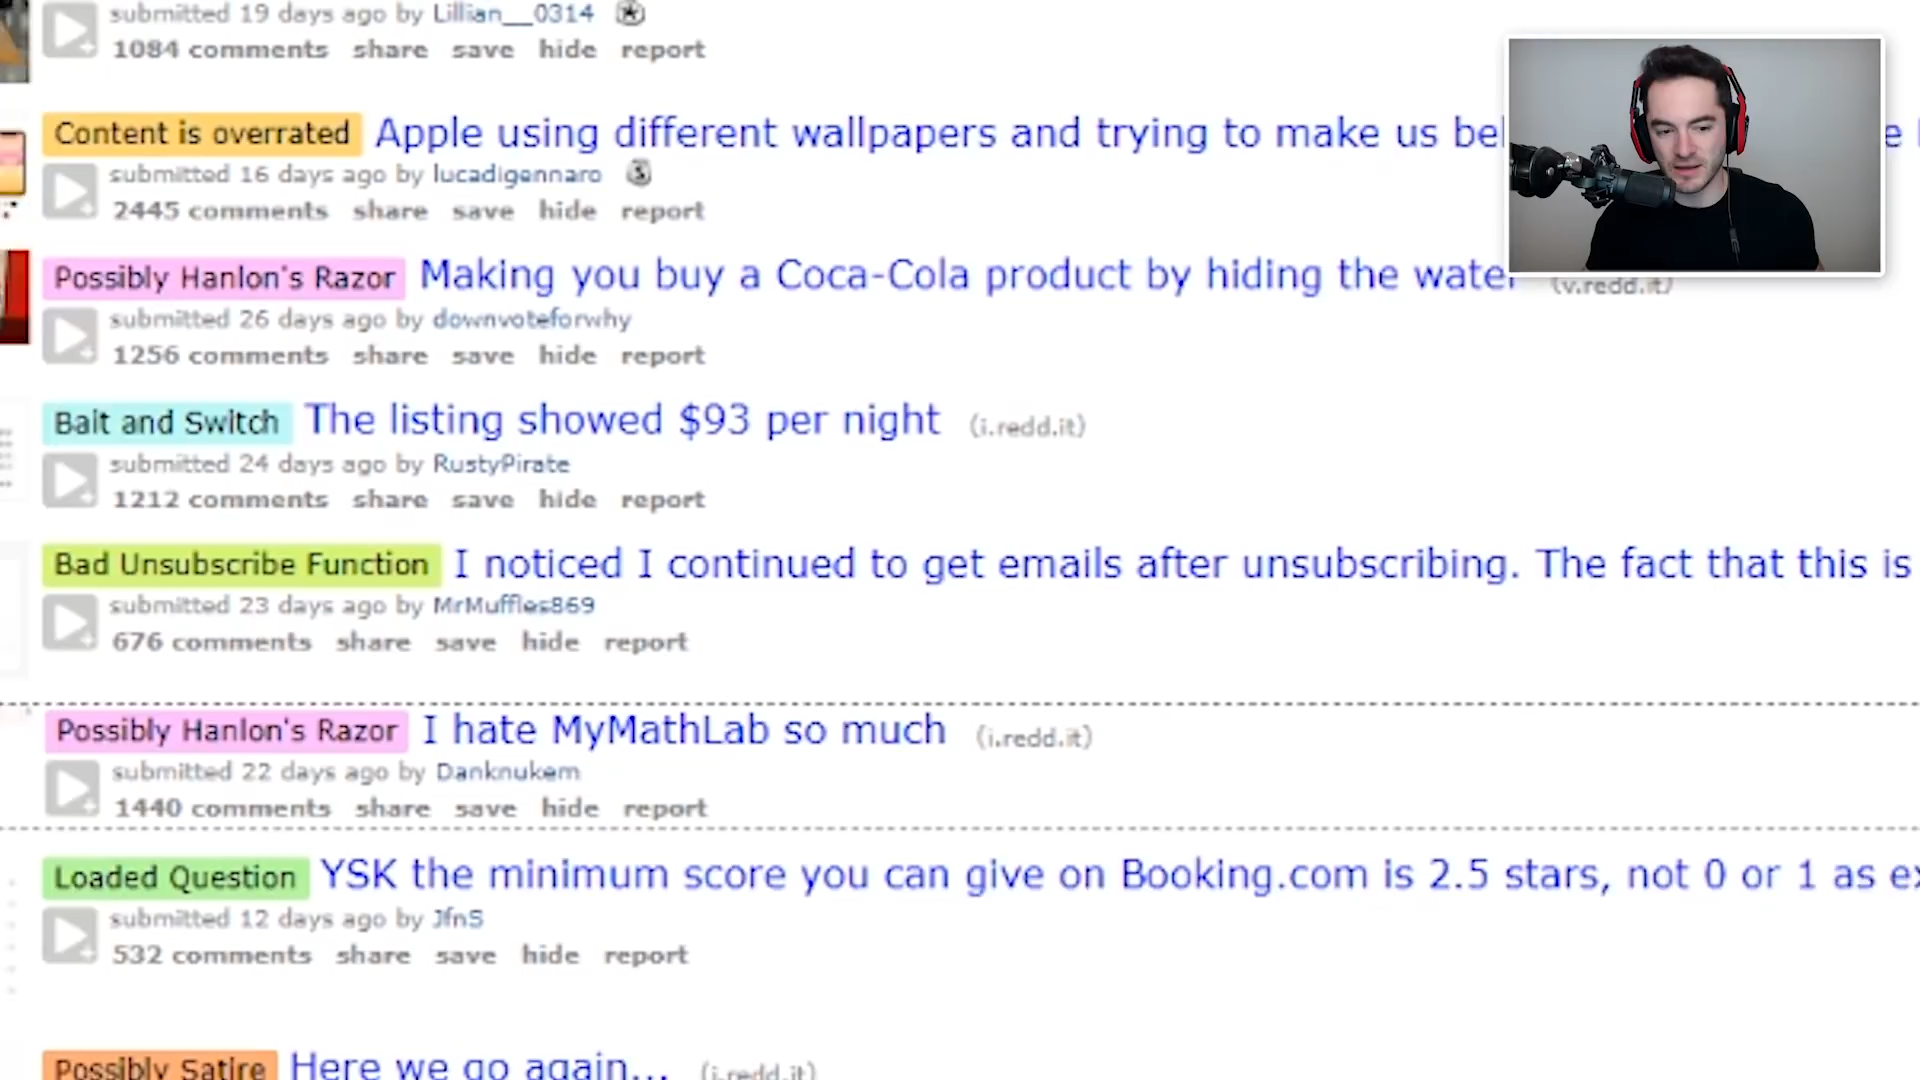 submitted 19 days ago by Lillian__0314
1084 comments share save hide report
Content is overrated Apple using different wallpapers and trying to make us
submitted 16 days ago by lucadigennaro
2445 comments share save hide report
Possibly Hanlon's Razor Making you buy a Coca-Cola product by hiding the water (v.redd.it)
submitted 26 days ago by downvoteforwhy
1256 comments share save hide report
Bait and Switch The listing showed $93 per night (i.redd.it)
submitted 24 days ago by RustyPirate
1212 comments share save hide report
Bad Unsubscribe Function I noticed I continued to get emails after unsubscribing. The fact that this is
submitted 23 days ago by MrMuffles869
676 comments share save hide report
Possibly Hanlon's Razor I hate MyMathLab so much (i.redd.it)
submitted 22 days ago by Danknukem
1440 comments share save hide report
Loaded Question YSK the minimum score you can give on Booking.com is 2.5 stars, not 0 or 1 as
submitted 12 days ago by JfnS
532 comments share save hide report
Possibly Satire Here we go again... (i.redd.it)